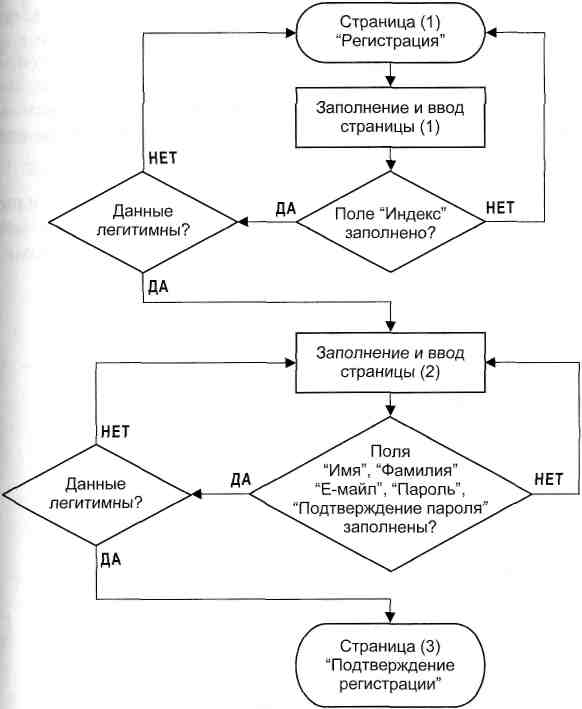 Страница (1)
“Регистрация”
Заполнение и ввод
страницы (1)
НЕТ
Данные
легитимны?
ДА
Поле “Индекс”
заполнено?
НЕТ
ДА
Заполнение и ввод
страницы (2)
НЕТ
Данные
легитимны?
ДА
Поля
“Имя”, “Фамилия”
“Е-майл”, “Пароль”,
“Подтверждение пароля”
заполнены?
НЕТ
ДА
Страница (3)
“Подтверждение
регистрации”